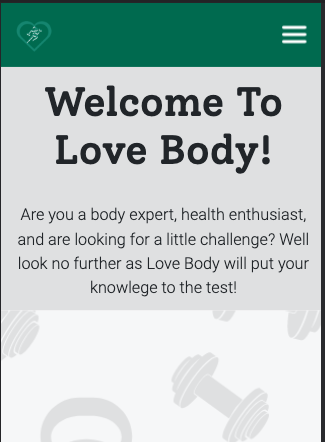 Welcome To
Love Body!
Are you a body expert, health enthusiast,
and are looking for a little challenge? Well
look no further as Love Body will put your
knowlege to the test!